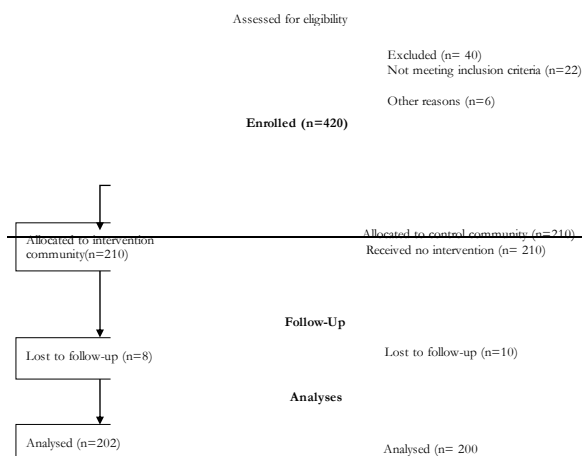 Assessed for eligibility
Excluded (n= 40)
Not meeting inclusion criteria (n=22)
Other reasons (n=6)
Enrolled (n=420)
Allocated to intervention
community(n=210)
Allocated to control community (n=210)
Received no intervention (n= 210)
Follow-Up
Lost to follow-up (n=8)
Lost to follow-up (n=10)
Analyses
Analysed (n=202)
Analysed (n= 200